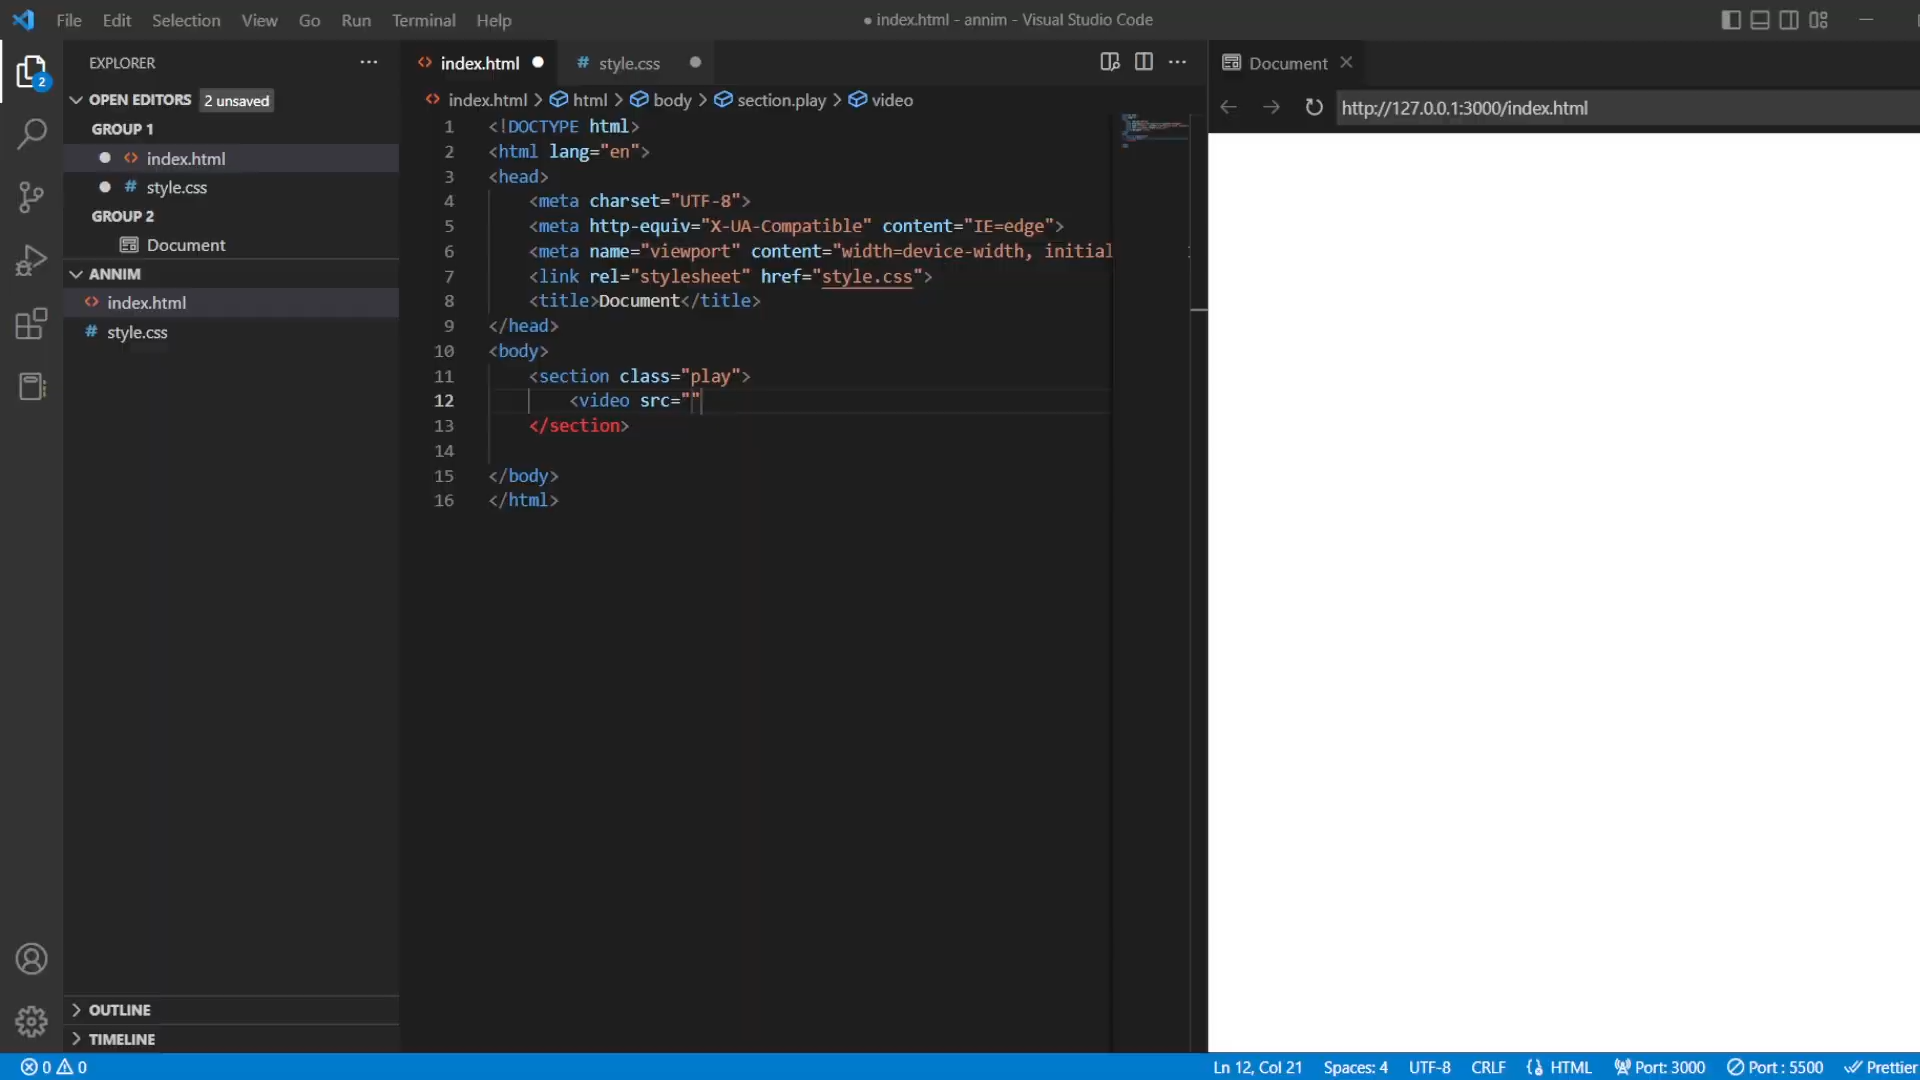 File Edit Selection View Go Run Terminal Help
● index.html - annim - Visual Studio Code
EXPLORER
OPEN EDITORS 2 unsaved
GROUP 1
index.html
style.css
GROUP 2
Document
ANNIM
index.html
style.css
OUTLINE
TIMELINE
2
index.html
style.css
index.html > html > body > section.play > video
1 <!DOCTYPE html>
2 <html lang="en">
3 <head>
4 <meta charset="UTF-8">
5 <meta http-equiv="X-UA-Compatible" content="IE=edge">
6 <meta name="viewport" content="width=device-width, initial
7 <link rel="stylesheet" href="style.css">
8 <title>Document</title>
9 </head>
10 <body>
11 <section class="play">
12 <video src=""
13 </section>
14
15 </body>
16 </html>
Document
http://127.0.0.1:3000/index.html
0 0
Ln 12, Col 21 Spaces: 4 UTF-8 CRLF HTML Port: 3000 Port : 5500 Prettier